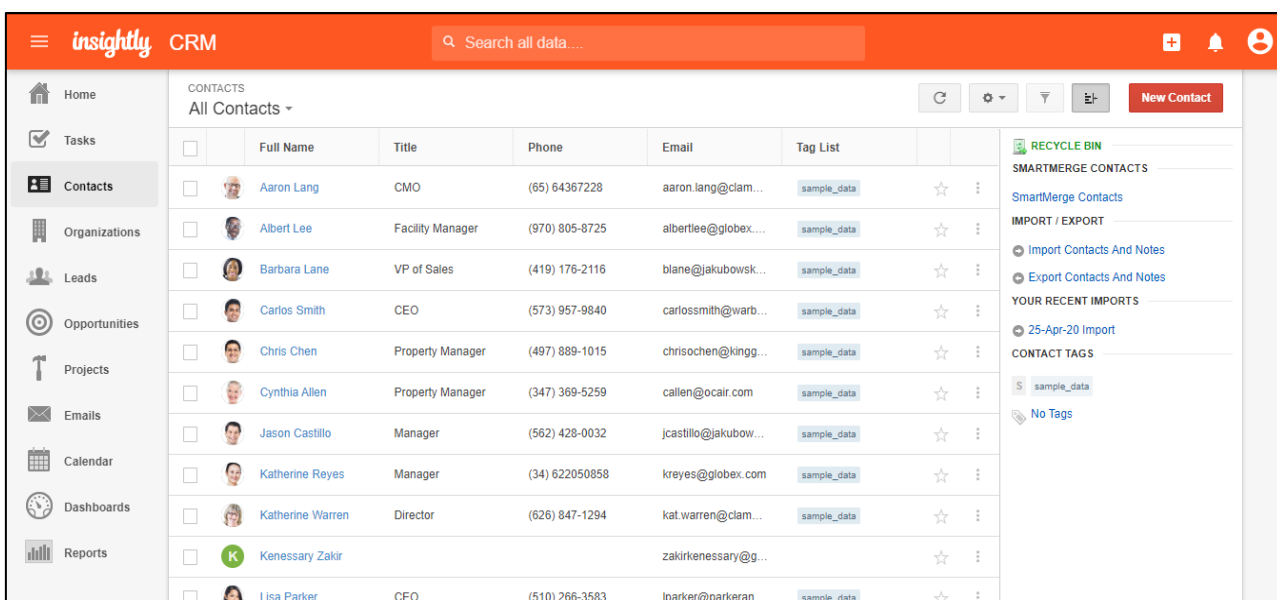 insightly CRM
Search all data....
Home
Tasks
Contacts
Organizations
Leads
Opportunities
Projects
Emails
Calendar
Dashboards
Reports
CONTACTS
All Contacts
New Contact
Full Name Title Phone Email Tag List
Aaron Lang CMO (65) 64367228 aaron.lang@clam... sample_data
Albert Lee Facility Manager (970) 805-8725 albertlee@globex.... sample_data
Barbara Lane VP of Sales (419) 176-2116 blane@jakubowsk... sample_data
Carlos Smith CEO (573) 957-9840 carlossmith@warb... sample_data
Chris Chen Property Manager (497) 889-1015 chrisochen@kingg... sample_data
Cynthia Allen Property Manager (347) 369-5259 callen@ocair.com sample_data
Jason Castillo Manager (562) 428-0032 jcastillo@jakubow... sample_data
Katherine Reyes Manager (34) 622050858 kreyes@globex.com sample_data
Katherine Warren Director (626) 847-1294 kat.warren@clam... sample_data
K Kenessary Zakir zakirkenessary@g...
Lisa Parker CEO (510) 266-3583 lparker@parkeran sample_data
RECYCLE BIN
SMARTMERGE CONTACTS
SmartMerge Contacts
IMPORT / EXPORT
Import Contacts And Notes
Export Contacts And Notes
YOUR RECENT IMPORTS
25-Apr-20 Import
CONTACT TAGS
S sample_data
No Tags